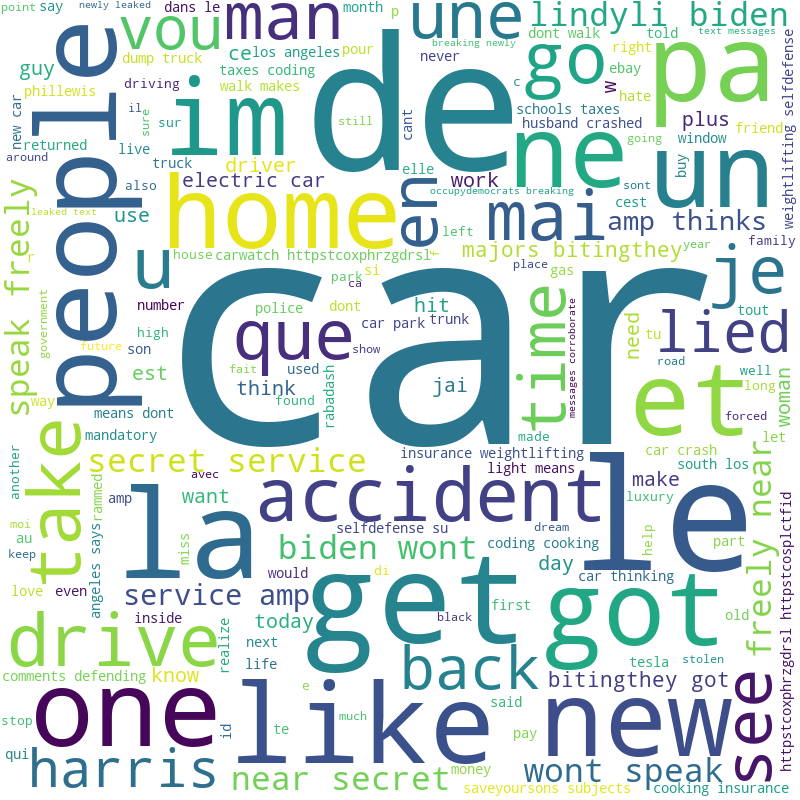 point say
newly leaked
dans le
month
p
man
une
lindyli biden
vou
ce
los angeles
pour
breaking newly
dont walk
told
text messages
people
guy
phillewis
dump truck
taxes coding
never
go
right
ebay
w
hate
pa
weightlifting selfdefense
new car
driving
walk makes
im
de
c
schools taxes
plus
returned
il
sur
sure
still
cant
husband crashed
friend
around
live
truck
driver
elle
ne
going
window
also
electric car
work
un
buy
use
home
en
occupydemocrats breaking
sont
cest
speak freely
leaked text
r
u
left
mai
amp thinks
family
house
carwatch httpstcoxphrzgdrsl
majors bitingthey
year
government
number
park
si
place
gas
je
ca
car
police
dont
hit
trunk
time
messages corroborate
need
lied
tout
high
que
car park
tu
future
son
show
road
well
way
est
fait
used
jai
et
long
think
found
rabadash
woman
means dont
forced
mandatory
made
let
take
secret service
insurance weightlifting
car crash
another
avec
light means
le
south los
rammed
amp
la
want
accident
make
luxury
moi
au
selfdefense su
dream
part
keep
angeles says
miss
biden wont
coding cooking
help
freely near
httpstcoxphrzgdrsl httpstcosplctfid
love
even
would
di
get
day
car thinking
service amp
got
inside
today
black
first
old
drive
realize
next
back
tesla
stolen
comments defending
know
life
bitingthey got
one
like new
see
e
said
stop
id
te
much
pay
qui
harris
near secret
money
wont speak
saveyoursons subjects
cooking insurance